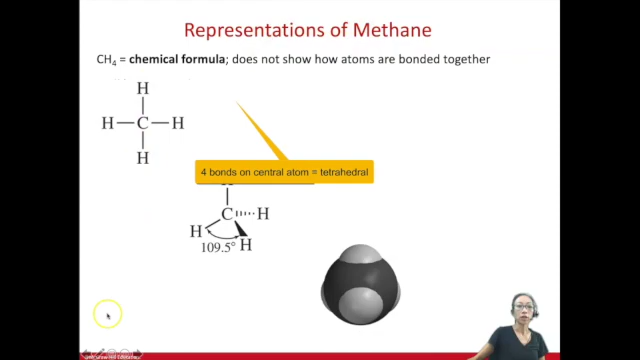 Representations of Methane
CH₄ = chemical formula; does not show how atoms are bonded together
H
H—C—H
H
4 bonds on central atom = tetrahedral
C H
H
109.5° H